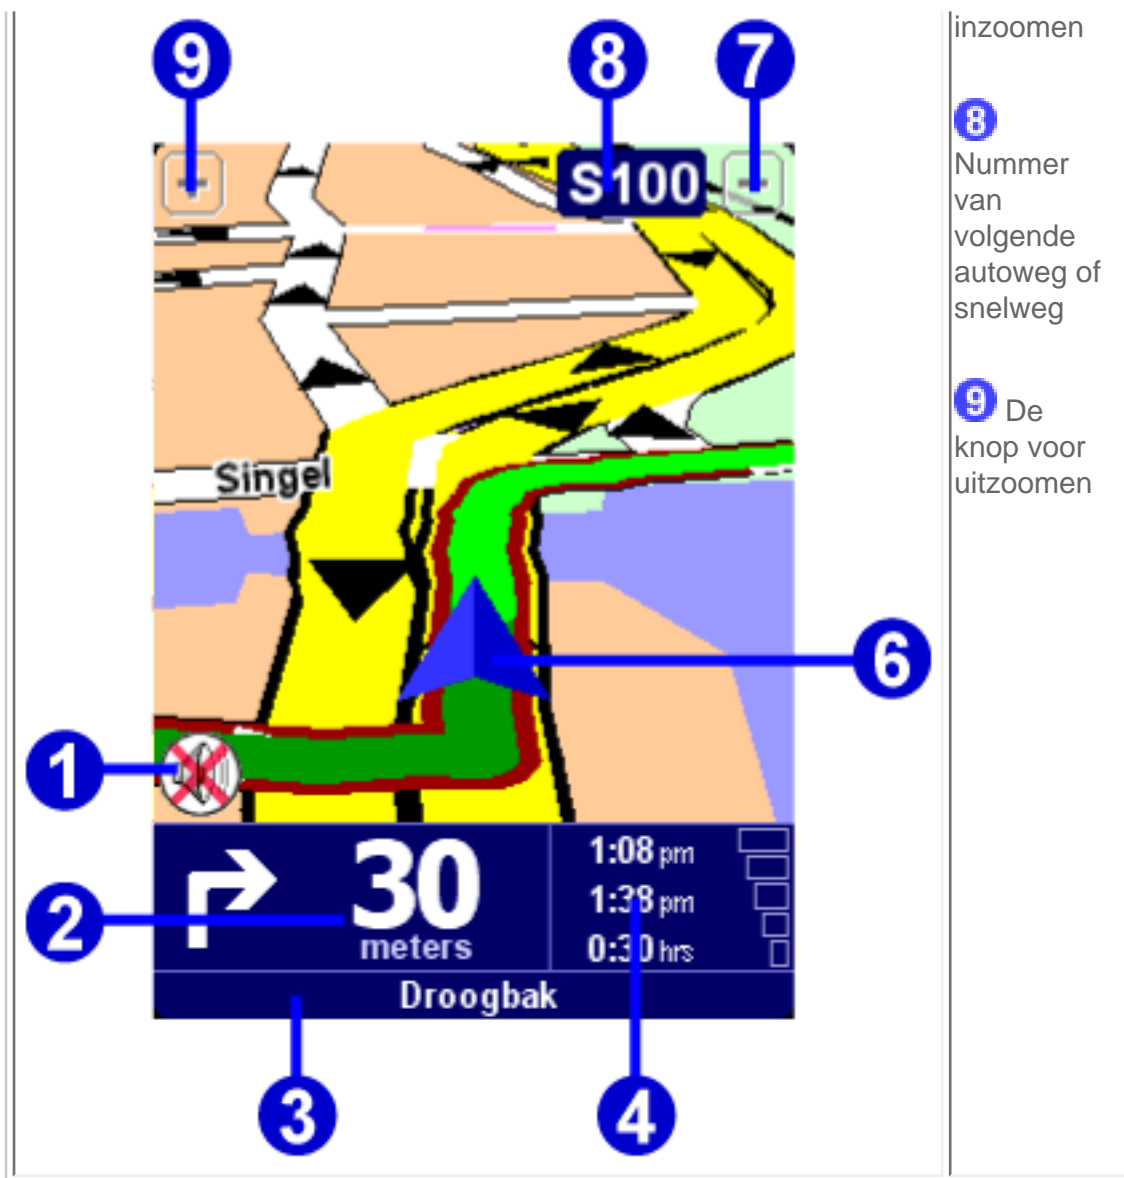 9
8
7
+
S100
-
Singel
6
1
2
30
meters
1:08 pm
1:38 pm
0:30 hrs
Droogbak
3
4
inzoomen
8
Nummer
van
volgende
autoweg of
snelweg
9 De
knop voor
uitzoomen